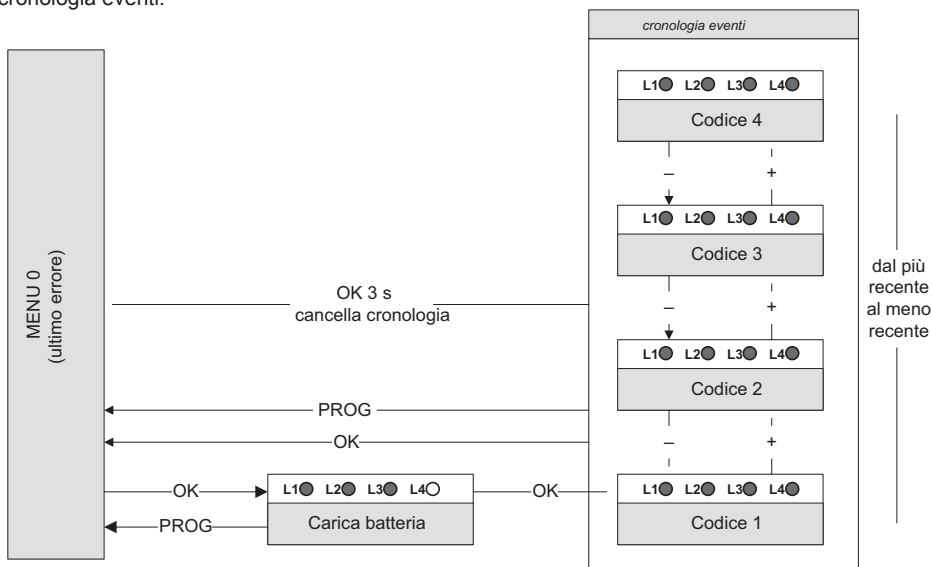 cronologia eventi.
cronologia eventi
L1 L2 L3 L4
Codice 4
– +
L1 L2 L3 L4
Codice 3
– +
L1 L2 L3 L4
Codice 2
– +
L1 L2 L3 L4
Codice 1
dal più
recente
al meno
recente
MENU 0
(ultimo errore)
OK 3 s
cancella cronologia
PROG
OK
OK
L1 L2 L3 L4
Carica batteria
OK
PROG